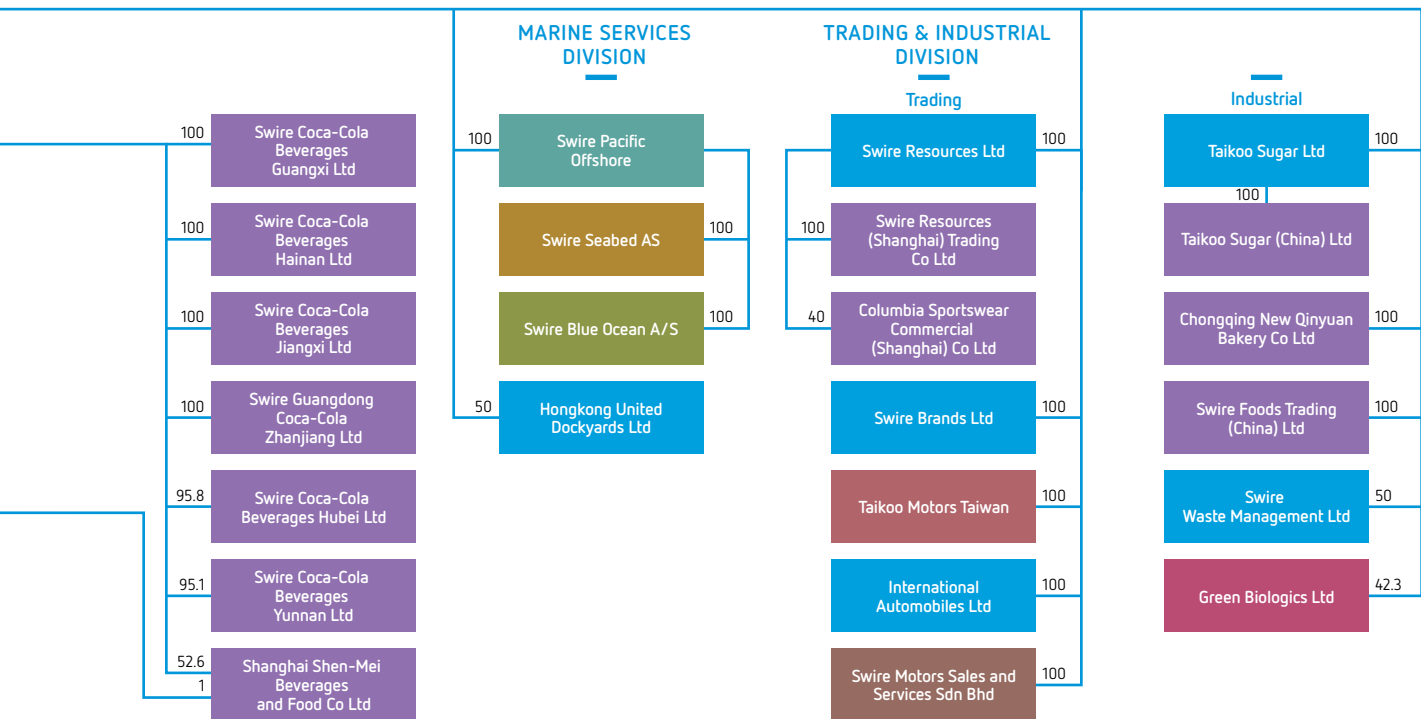 100
Swire Coca-Cola
Beverages
Guangxi Ltd
100
Swire Coca-Cola
Beverages
Hainan Ltd
100
Swire Coca-Cola
Beverages
Jiangxi Ltd
100
Swire Guangdong
Coca-Cola
Zhanjiang Ltd
95.8
Swire Coca-Cola
Beverages Hubei Ltd
95.1
Swire Coca-Cola
Beverages
Yunnan Ltd
52.6
1
Shanghai Shen-Mei
Beverages
and Food Co Ltd
MARINE SERVICES
DIVISION
100
Swire Pacific
Offshore
Swire Seabed AS
100
Swire Blue Ocean A/S
100
50
Hongkong United
Dockyards Ltd
TRADING & INDUSTRIAL
DIVISION
Trading
Swire Resources Ltd
100
100
Swire Resources
(Shanghai) Trading
Co Ltd
40
Columbia Sportswear
Commercial
(Shanghai) Co Ltd
Swire Brands Ltd
100
Taikoo Motors Taiwan
100
International
Automobiles Ltd
100
Swire Motors Sales and
Services Sdn Bhd
100
Industrial
Taikoo Sugar Ltd
100
100
Taikoo Sugar (China) Ltd
Chongqing New Qinyuan
Bakery Co Ltd
100
Swire Foods Trading
(China) Ltd
100
Swire
Waste Management Ltd
50
Green Biologics Ltd
42.3